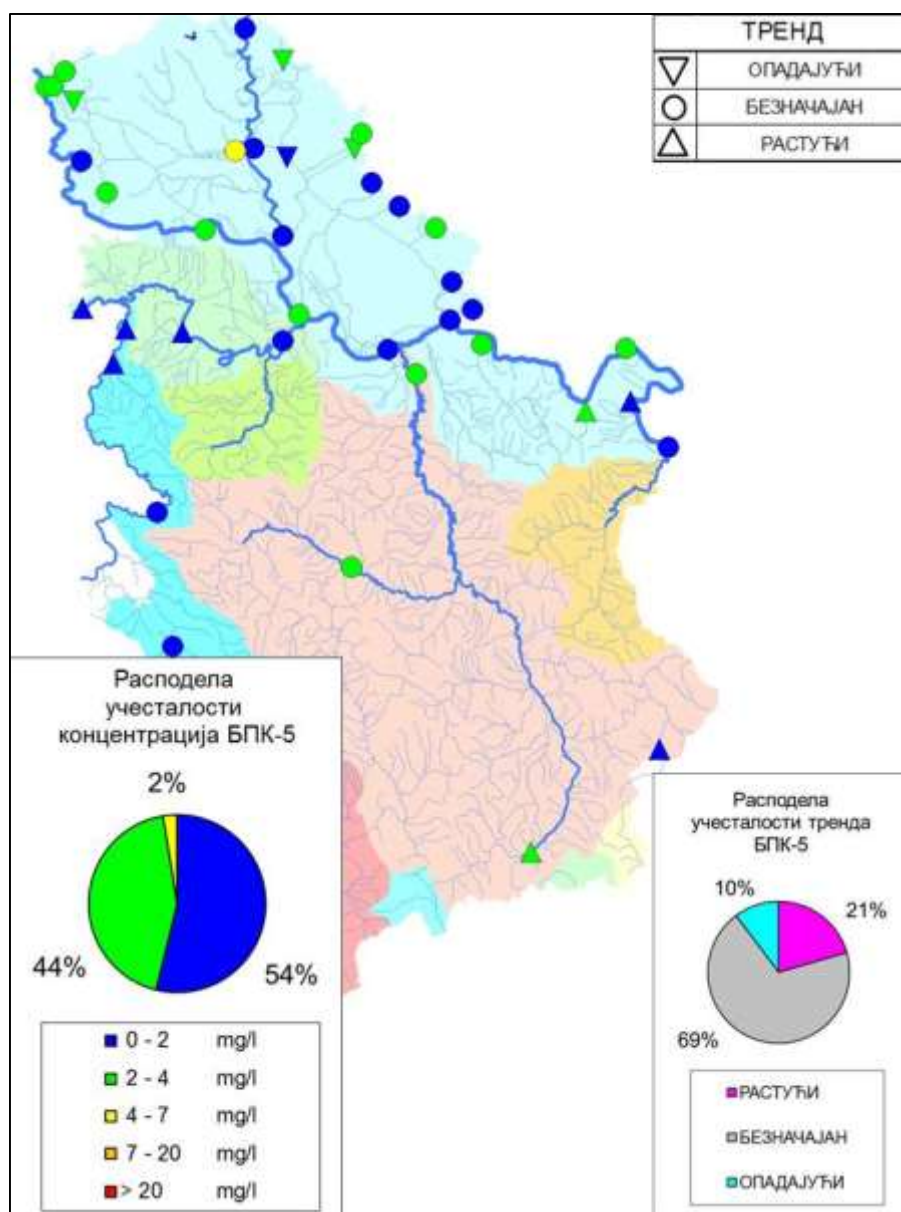 ТРЕНД
ОПАДАЈУЋИ
БЕЗНАЧАЈАН
РАСТУЋИ
Расподела
учесталости
концентрација БПК-5
2%
44%
54%
0 - 2 mg/l
2 - 4 mg/l
4 - 7 mg/l
7 - 20 mg/l
> 20 mg/l
Расподела
учесталости тренда
БПК-5
10%
21%
69%
РАСТУЋИ
БЕЗНАЧАЈАН
ОПАДАЈУЋИ